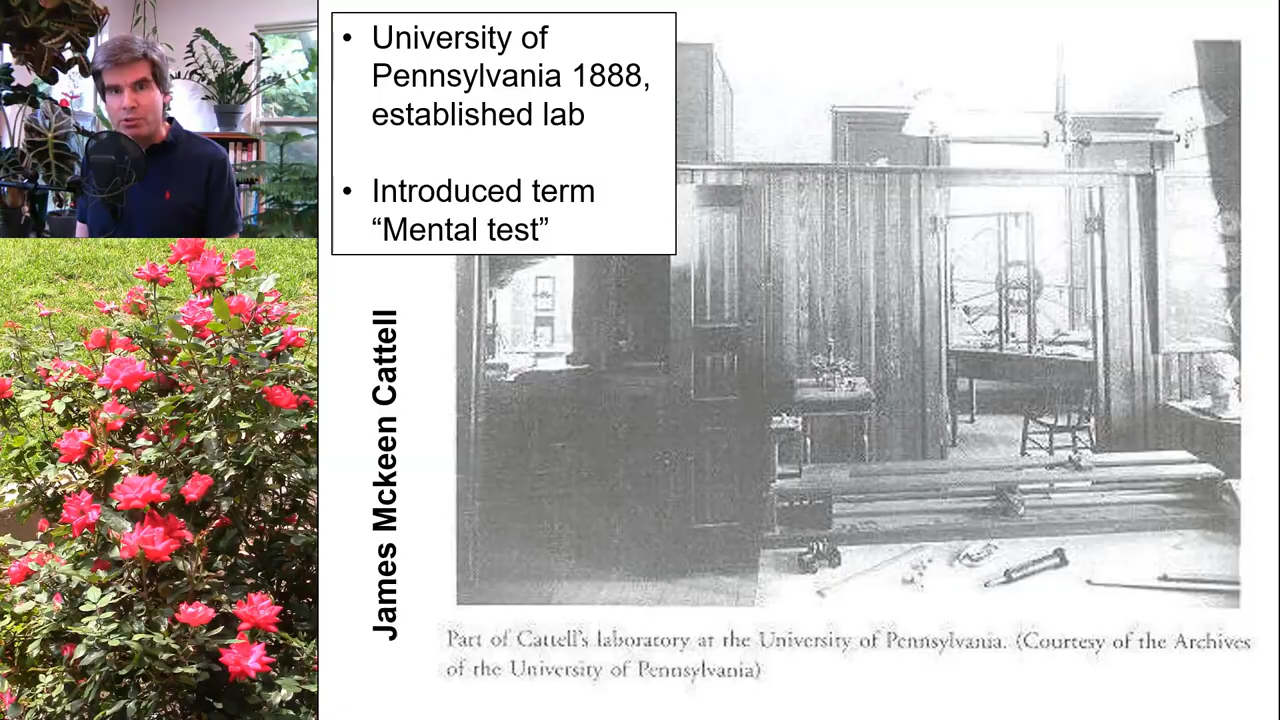 • University of
Pennsylvania 1888,
established lab
• Introduced term
“Mental test”
James Mckeen Cattell
Part of Cattell's laboratory at the University of Pennsylvania. (Courtesy of the Archives
of the University of Pennsylvania)